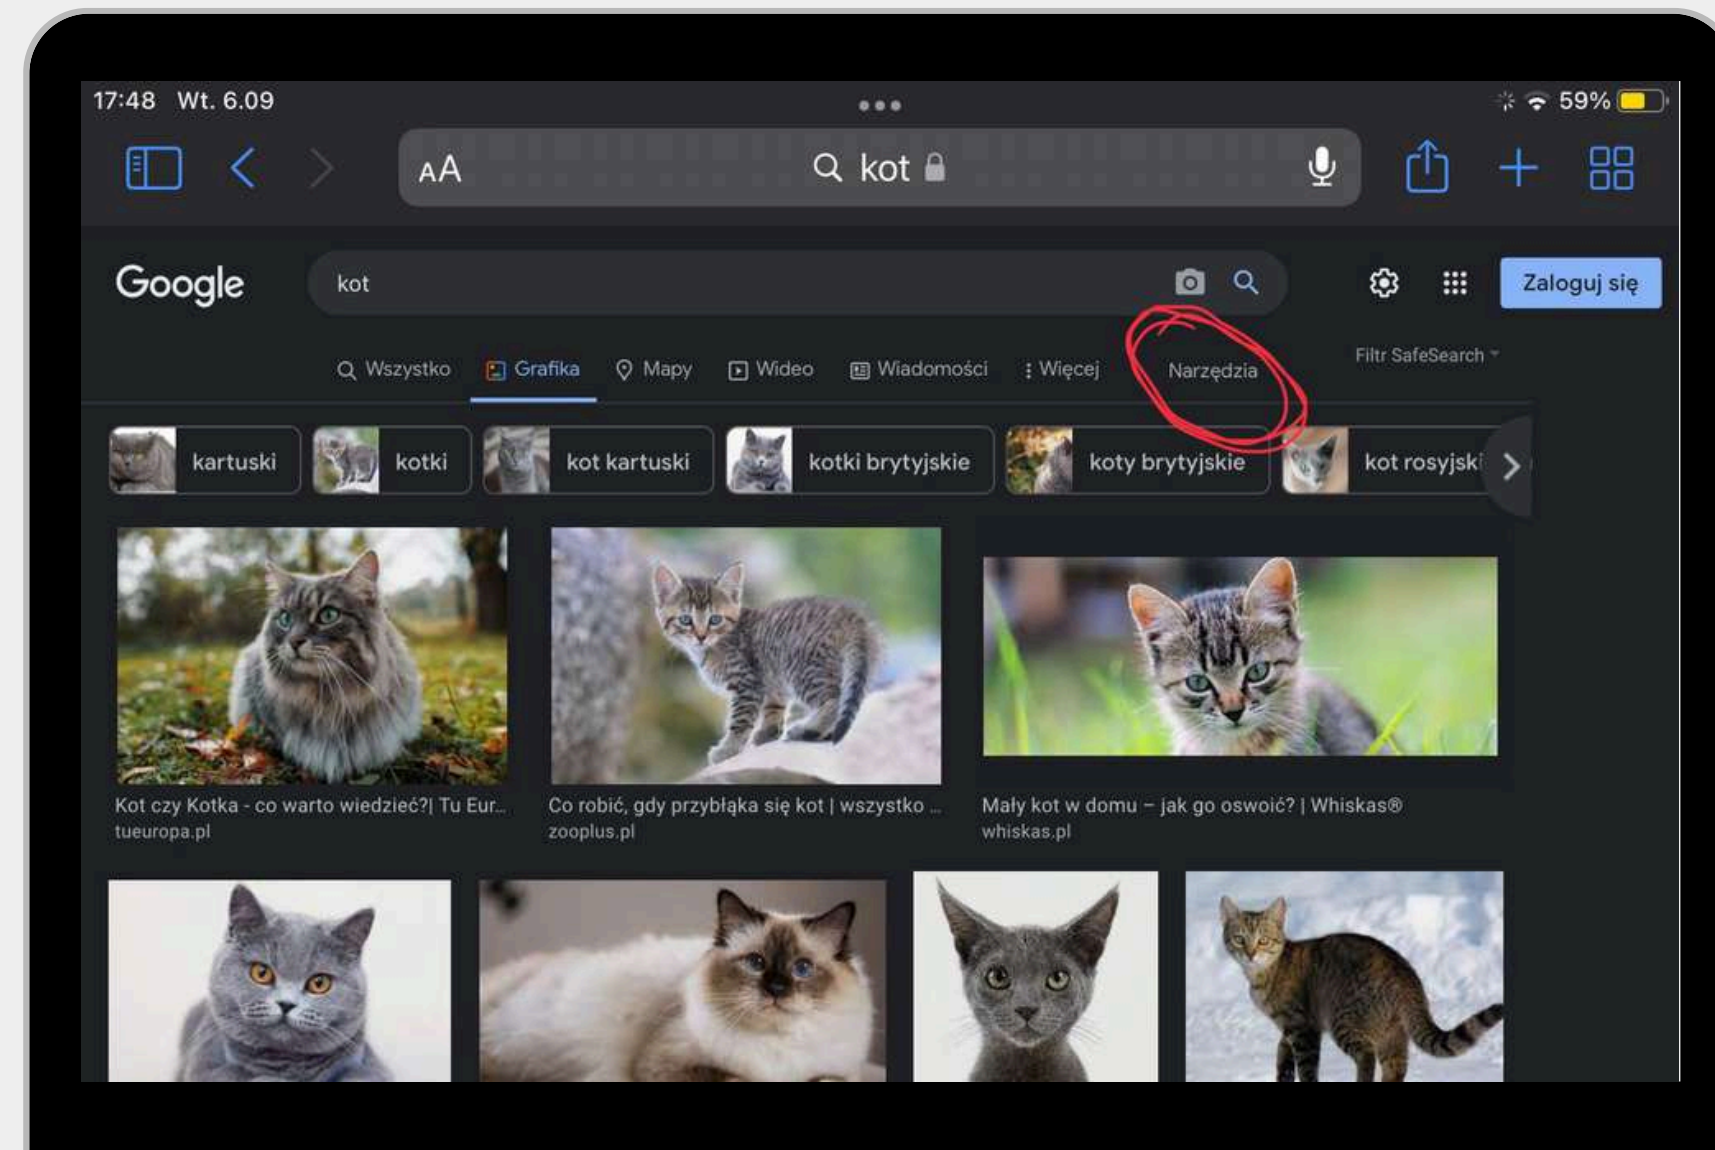 17:48 Wt. 6.09
59%
AA
kot
Google
kot
Zaloguj się
Wszystko
Grafika
Mapy
Wideo
Wiadomości
Więcej
Narzędzia
Filtr SafeSearch
kartuski
kotki
kot kartuski
kotki brytyjskie
koty brytyjskie
kot rosyjski
Kot czy Kotka - co warto wiedzieć?| Tu Eur...
tueuropa.pl
Co robić, gdy przybłąka się kot | wszystko ...
zooplus.pl
Mały kot w domu – jak go oswoić? | Whiskas®
whiskas.pl